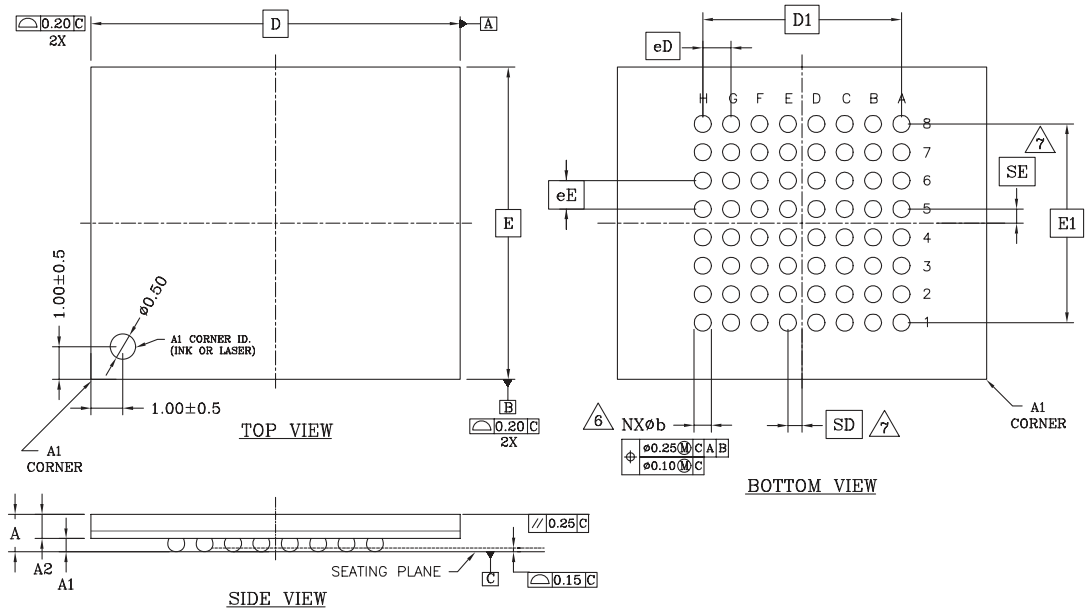 ⌓ 0.20 C
2X
D
A
E
B
⌓ 0.20 C
2X
1.00±0.5
ø0.50
A1 CORNER ID.
(INK OR LASER)
1.00±0.5
A1
CORNER
TOP VIEW
D1
eD
H G F E D C B A
8
7
6
5
4
3
2
1
7
SE
eE
E1
6
NXøb
⌖ ø0.25Ⓜ C A B
ø0.10Ⓜ C
SD
7
A1
CORNER
BOTTOM VIEW
A
A2
A1
// 0.25 C
SEATING PLANE
C
⌓ 0.15 C
SIDE VIEW